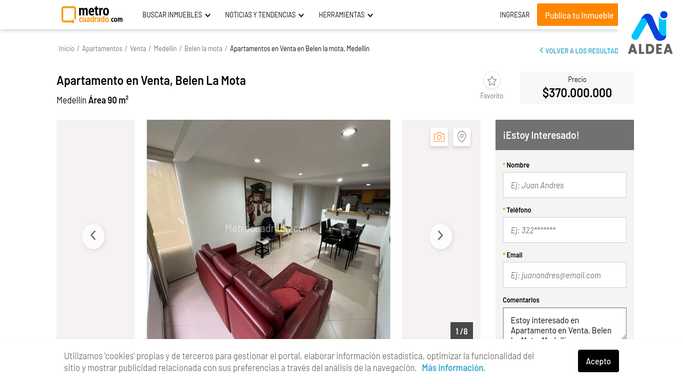 metro
cuadrado.com
BUSCAR INMUEBLES
NOTICIAS Y TENDENCIAS
HERRAMIENTAS
INGRESAR
Publica tu Inmueble
ALDEA
Inicio / Apartamentos / Venta / Medellin / Belen la mota / Apartamentos en Venta en Belen la mota, Medellin
VOLVER A LOS RESULTAD
Apartamento en Venta, Belen La Mota
Medellin Área 90 m²
Favorito
Precio
$370.000.000
¡Estoy Interesado!
* Nombre
Ej: Juan Andres
* Teléfono
Ej: 322*******
* Email
Ej: juanandres@email.com
Comentarios
Estoy interesado en
Apartamento en Venta, Belen
Metrocuadrado.com
1 / 8
Utilizamos 'cookies' propias y de terceros para gestionar el portal, elaborar información estadística, optimizar la funcionalidad del
sitio y mostrar publicidad relacionada con sus preferencias a través del análisis de la navegación. Más información.
Acepto